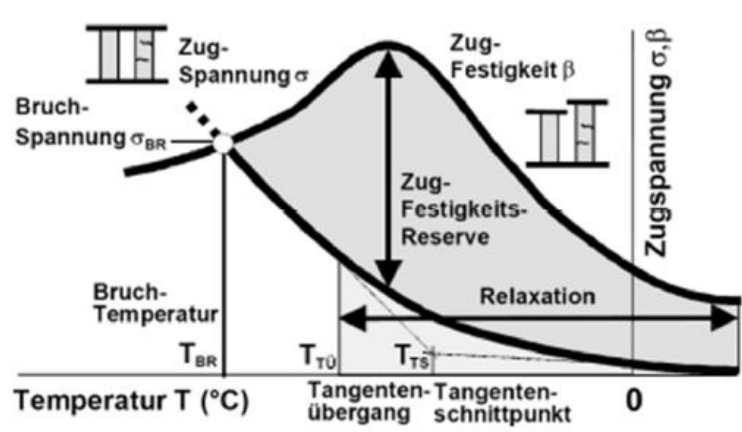 Zug-
Spannung σ
Zug-
Festigkeit β
Zugspannung σ,β
Bruch-
Spannung σBR
Zug-
Festigkeits-
Reserve
Bruch-
Temperatur
Relaxation
TBR
TTÜ
TTS
Temperatur T (°C)
Tangenten-
übergang
Tangenten-
schnittpunkt
0